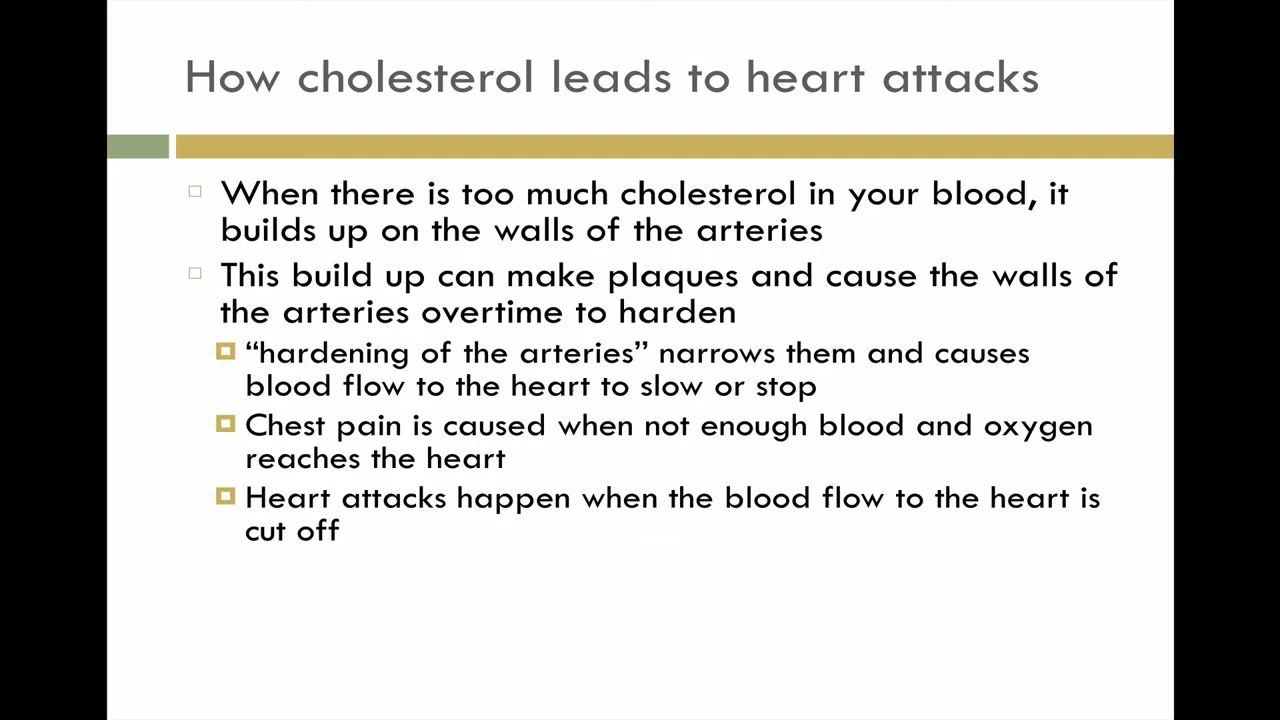 How cholesterol leads to heart attacks
When there is too much cholesterol in your blood, it
builds up on the walls of the arteries
This build up can make plaques and cause the walls of
the arteries overtime to harden
“hardening of the arteries” narrows them and causes
blood flow to the heart to slow or stop
Chest pain is caused when not enough blood and oxygen
reaches the heart
Heart attacks happen when the blood flow to the heart is
cut off